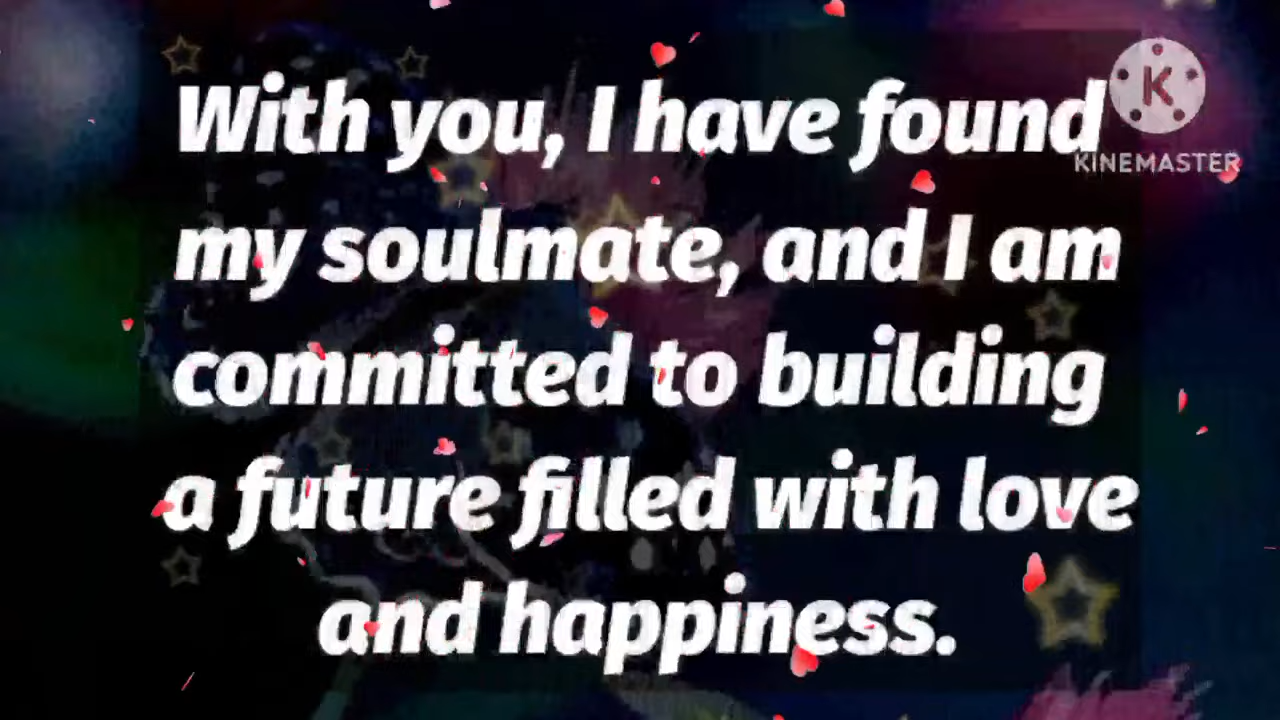 With you, I have found
my soulmate, and I am
committed to building
a future filled with love
and happiness.
K
KINEMASTER